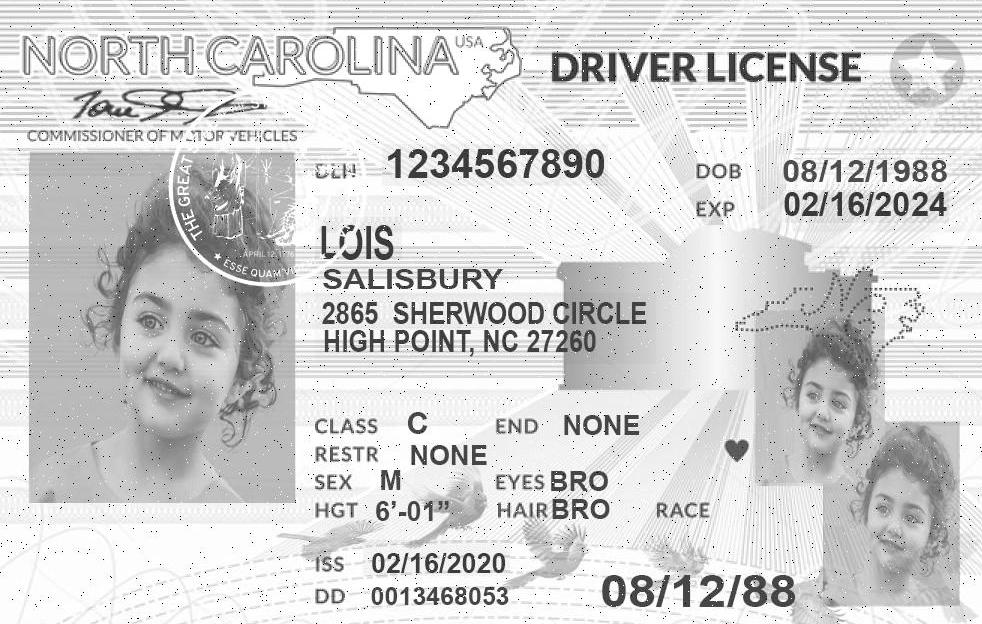 NORTH CAROLINA USA DRIVER LICENSE
COMMISSIONER OF MOTOR VEHICLES
THE GREAT
APRIL 12, 1776
★ ESSE QUAM
DLN 1234567890
DOB 08/12/1988
EXP 02/16/2024
LOIS
SALISBURY
2865 SHERWOOD CIRCLE
HIGH POINT, NC 27260
CLASS C END NONE
RESTR NONE
SEX M EYES BRO
HGT 6'-01” HAIR BRO RACE
ISS 02/16/2020
DD 0013468053
08/12/88